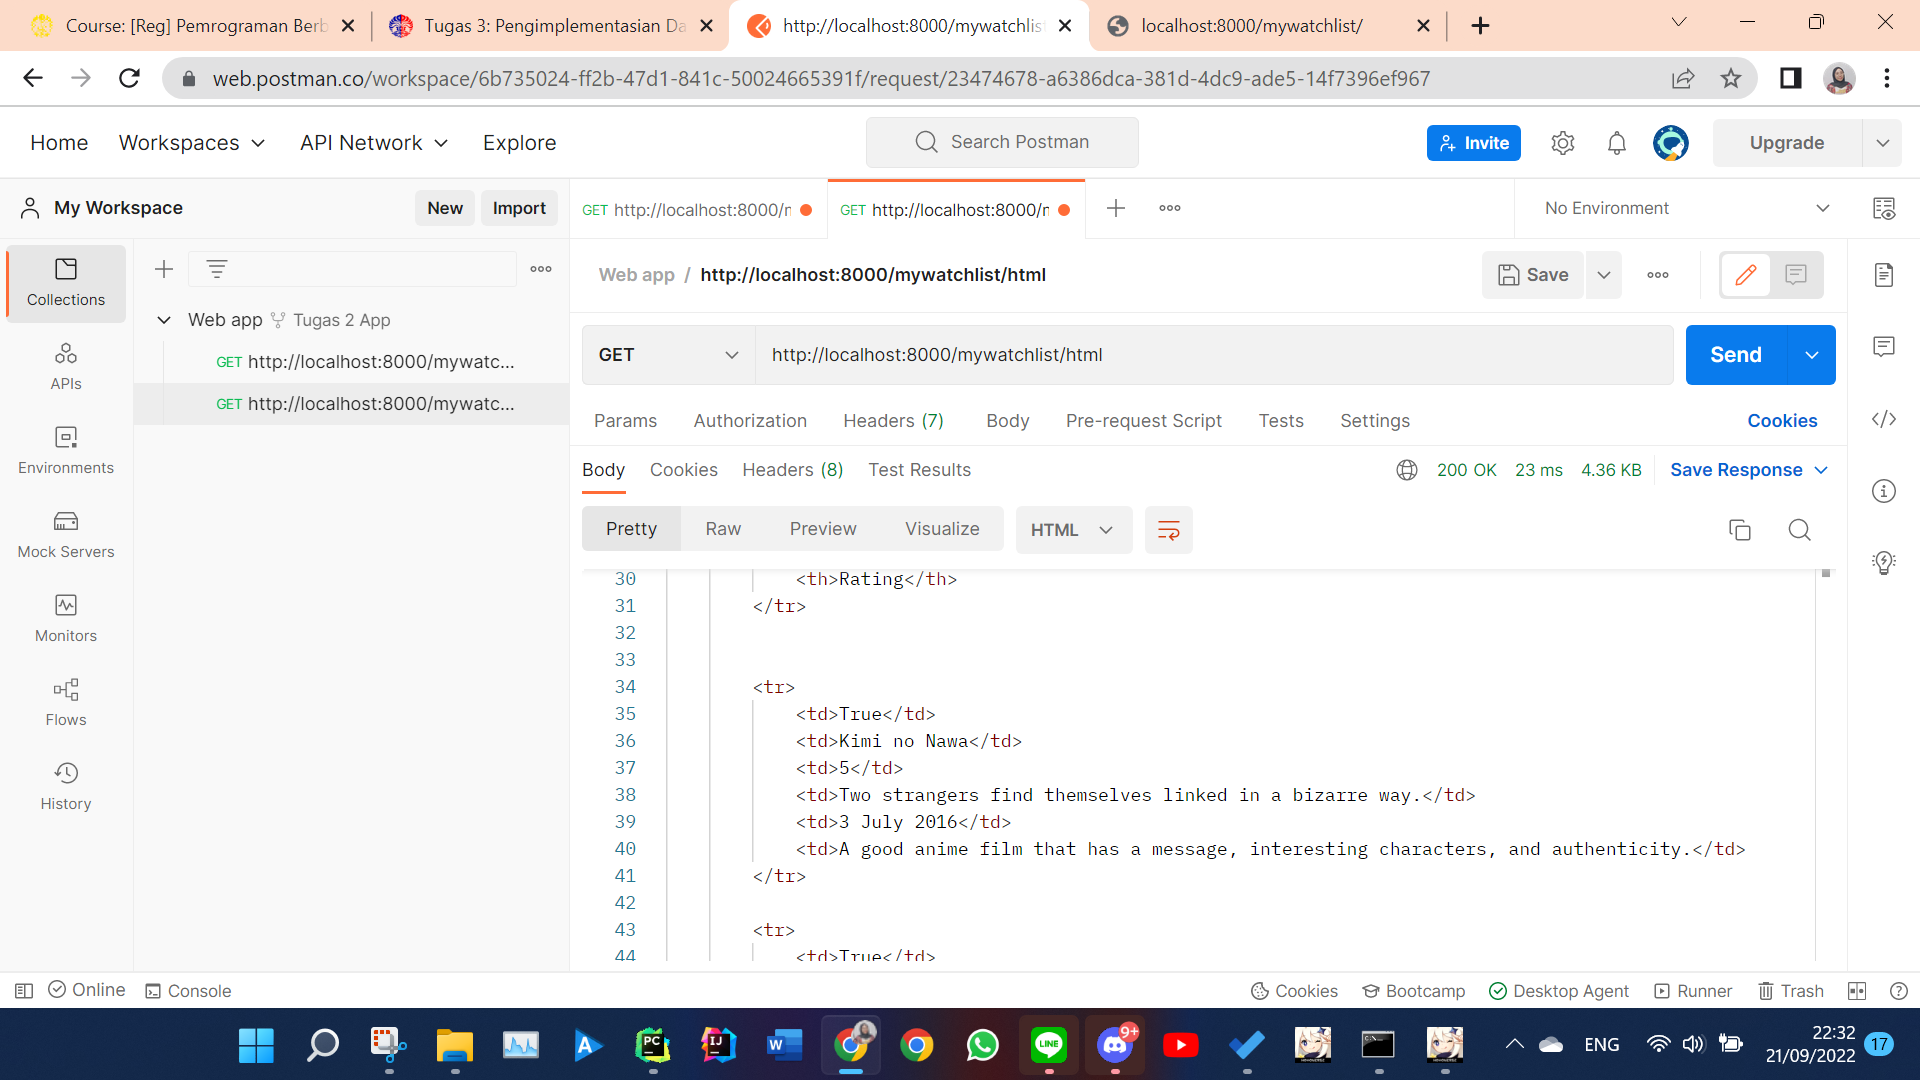 Course: [Reg] Pemrograman Berb
Tugas 3: Pengimplementasian Da
http://localhost:8000/mywatchlist
localhost:8000/mywatchlist/
web.postman.co/workspace/6b735024-ff2b-47d1-841c-50024665391f/request/23474678-a6386dca-381d-4dc9-ade5-14f7396ef967
Home Workspaces API Network Explore Search Postman Invite Upgrade
My Workspace New Import
GET http://localhost:8000/r GET http://localhost:8000/r No Environment
Collections
APIs
Environments
Mock Servers
Monitors
Flows
History
Web app Tugas 2 App
GET http://localhost:8000/mywatc...
GET http://localhost:8000/mywatc...
Web app / http://localhost:8000/mywatchlist/html Save
GET http://localhost:8000/mywatchlist/html Send
Params Authorization Headers (7) Body Pre-request Script Tests Settings Cookies
Body Cookies Headers (8) Test Results 200 OK 23 ms 4.36 KB Save Response
Pretty Raw Preview Visualize HTML
30 <th>Rating</th>
31 </tr>
32
33
34 <tr>
35 <td>True</td>
36 <td>Kimi no Nawa</td>
37 <td>5</td>
38 <td>Two strangers find themselves linked in a bizarre way.</td>
39 <td>3 July 2016</td>
40 <td>A good anime film that has a message, interesting characters, and authenticity.</td>
41 </tr>
42
43 <tr>
44 <td>True</td>
Online Console Cookies Bootcamp Desktop Agent Runner Trash
PC IJ W LINE 9+ C:\ ENG 22:32
21/09/2022 17